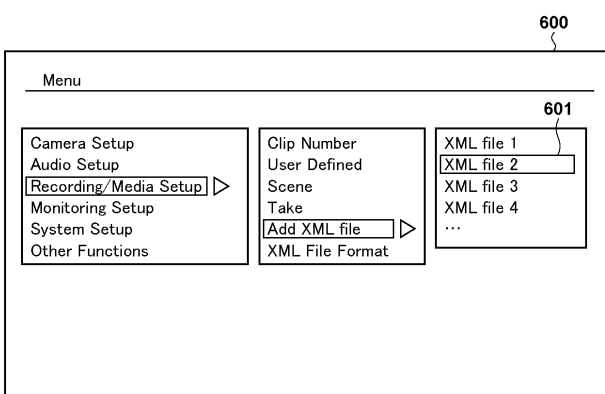 600
Menu
601
Camera Setup
Audio Setup
Recording/Media Setup
Monitoring Setup
System Setup
Other Functions
Clip Number
User Defined
Scene
Take
Add XML file
XML File Format
XML file 1
XML file 2
XML file 3
XML file 4
...